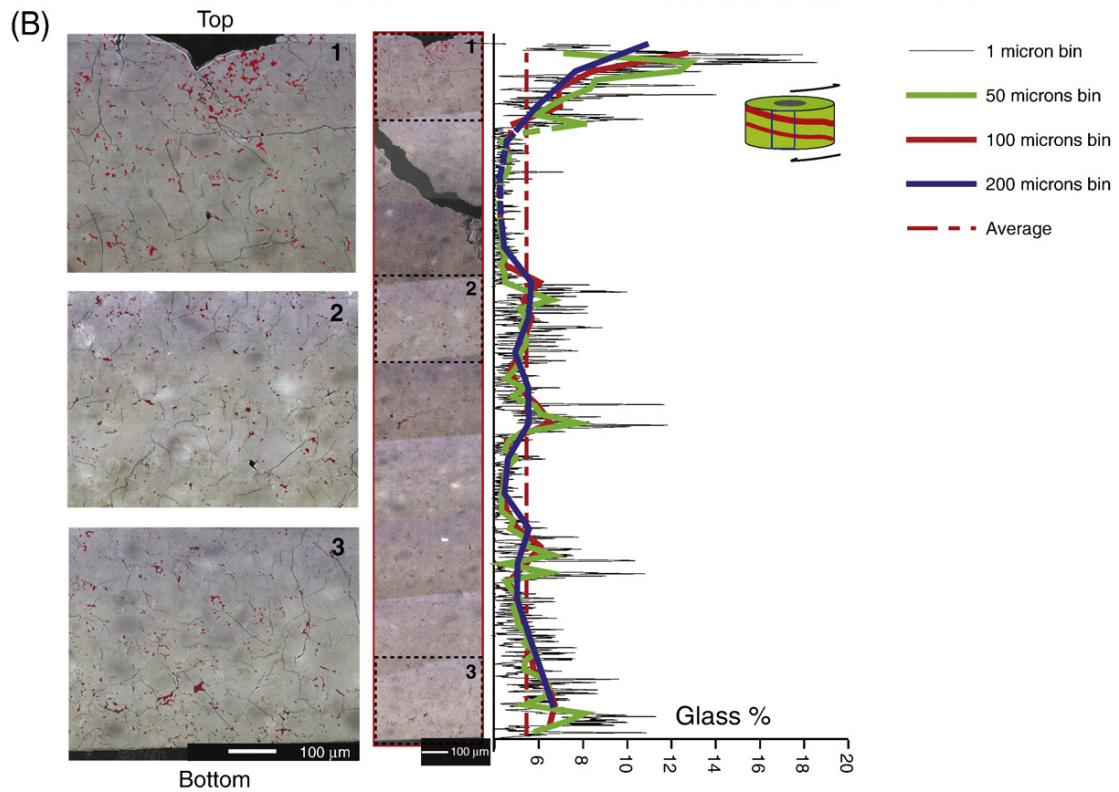 (B)
Top
1
2
3
100 μm
Bottom
1
2
3
100 μm
Glass %
6
8
10
12
14
16
18
20
1 micron bin
50 microns bin
100 microns bin
200 microns bin
Average